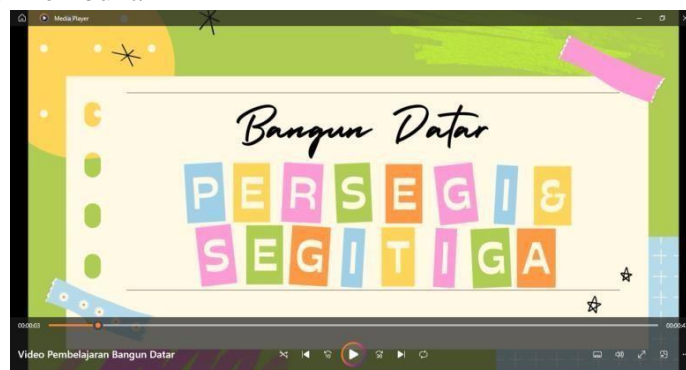 Media Player
Bangun Datar
PERSEGI &
SEGITIGA
00:00:03
Video Pembelajaran Bangun Datar